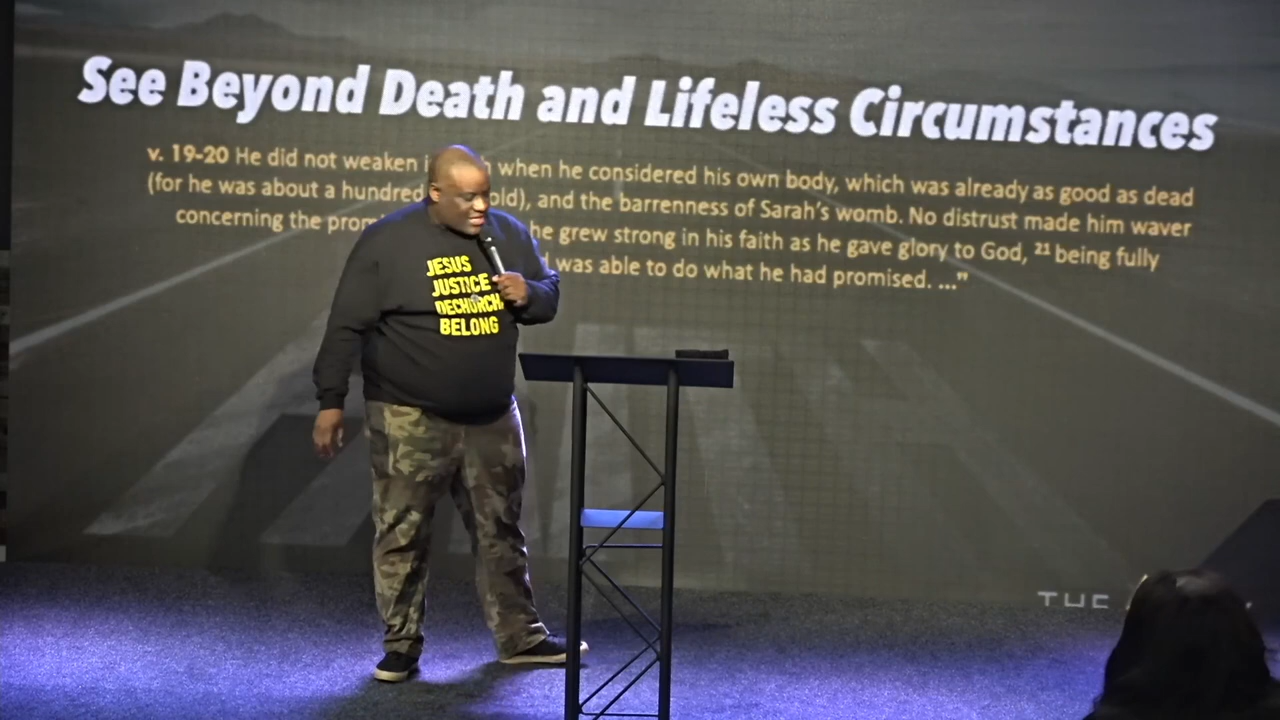 See Beyond Death and Lifeless Circumstances
v. 19-20 He did not weaken when he considered his own body, which was already as good as dead
(for he was about a hundred old), and the barrenness of Sarah's womb. No distrust made him waver
concerning the he grew strong in his faith as he gave glory to God, 21 being fully
was able to do what he had promised. ..."
JESUS
JUSTICE
DECHURCH
BELONG